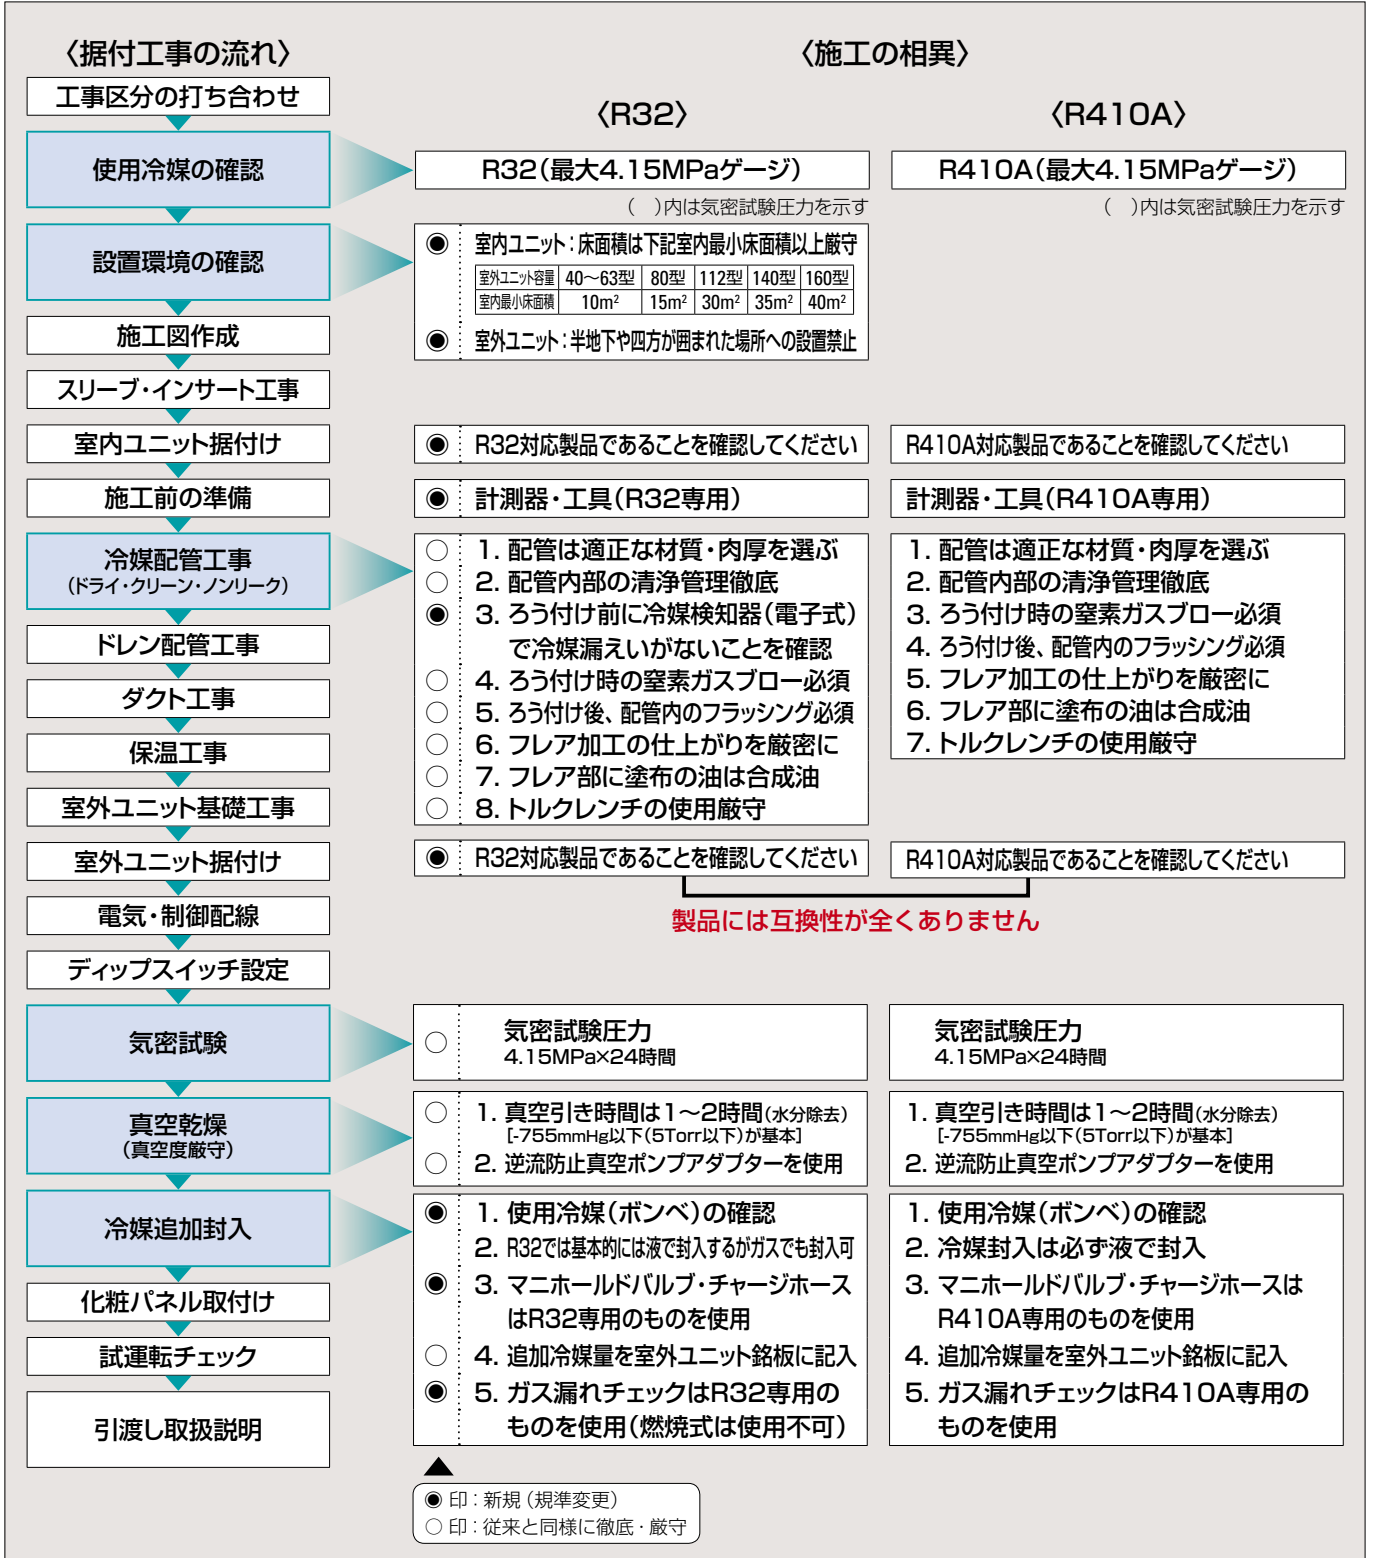 〈据付工事の流れ〉
工事区分の打ち合わせ
使用冷媒の確認
設置環境の確認
施工図作成
スリーブ・インサート工事
室内ユニット据付け
施工前の準備
冷媒配管工事
(ドライ・クリーン・ノンリーク)
ドレン配管工事
ダクト工事
保温工事
室外ユニット基礎工事
室外ユニット据付け
電気・制御配線
ディップスイッチ設定
気密試験
真空乾燥
(真空度厳守)
冷媒追加封入
化粧パネル取付け
試運転チェック
引渡し取扱説明
〈施工の相異〉
〈R32〉
R32(最大4.15MPaゲージ)
(　)内は気密試験圧力を示す
◉ 室内ユニット：床面積は下記室内最小床面積以上厳守
室外ユニット容量 40〜63型 80型 112型 140型 160型
室内最小床面積 10m² 15m² 30m² 35m² 40m²
◉ 室外ユニット：半地下や四方が囲まれた場所への設置禁止
◉ R32対応製品であることを確認してください
◉ 計測器・工具(R32専用)
○ 1. 配管は適正な材質・肉厚を選ぶ
○ 2. 配管内部の清浄管理徹底
◉ 3. ろう付け前に冷媒検知器(電子式)
で冷媒漏えいがないことを確認
○ 4. ろう付け時の窒素ガスブロー必須
○ 5. ろう付け後、配管内のフラッシング必須
○ 6. フレア加工の仕上がりを厳密に
○ 7. フレア部に塗布の油は合成油
○ 8. トルクレンチの使用厳守
◉ R32対応製品であることを確認してください
○ 気密試験圧力
4.15MPa×24時間
○ 1. 真空引き時間は1〜2時間(水分除去)
[-755mmHg以下(5Torr以下)が基本]
○ 2. 逆流防止真空ポンプアダプターを使用
◉ 1. 使用冷媒(ボンベ)の確認
2. R32では基本的には液で封入するがガスでも封入可
◉ 3. マニホールドバルブ・チャージホース
はR32専用のものを使用
○ 4. 追加冷媒量を室外ユニット銘板に記入
◉ 5. ガス漏れチェックはR32専用の
ものを使用(燃焼式は使用不可)
〈R410A〉
R410A(最大4.15MPaゲージ)
(　)内は気密試験圧力を示す
R410A対応製品であることを確認してください
計測器・工具(R410A専用)
1. 配管は適正な材質・肉厚を選ぶ
2. 配管内部の清浄管理徹底
3. ろう付け時の窒素ガスブロー必須
4. ろう付け後、配管内のフラッシング必須
5. フレア加工の仕上がりを厳密に
6. フレア部に塗布の油は合成油
7. トルクレンチの使用厳守
R410A対応製品であることを確認してください
製品には互換性が全くありません
気密試験圧力
4.15MPa×24時間
1. 真空引き時間は1〜2時間(水分除去)
[-755mmHg以下(5Torr以下)が基本]
2. 逆流防止真空ポンプアダプターを使用
1. 使用冷媒(ボンベ)の確認
2. 冷媒封入は必ず液で封入
3. マニホールドバルブ・チャージホースは
R410A専用のものを使用
4. 追加冷媒量を室外ユニット銘板に記入
5. ガス漏れチェックはR410A専用の
ものを使用
◉ 印：新規(規準変更)
○ 印：従来と同様に徹底・厳守